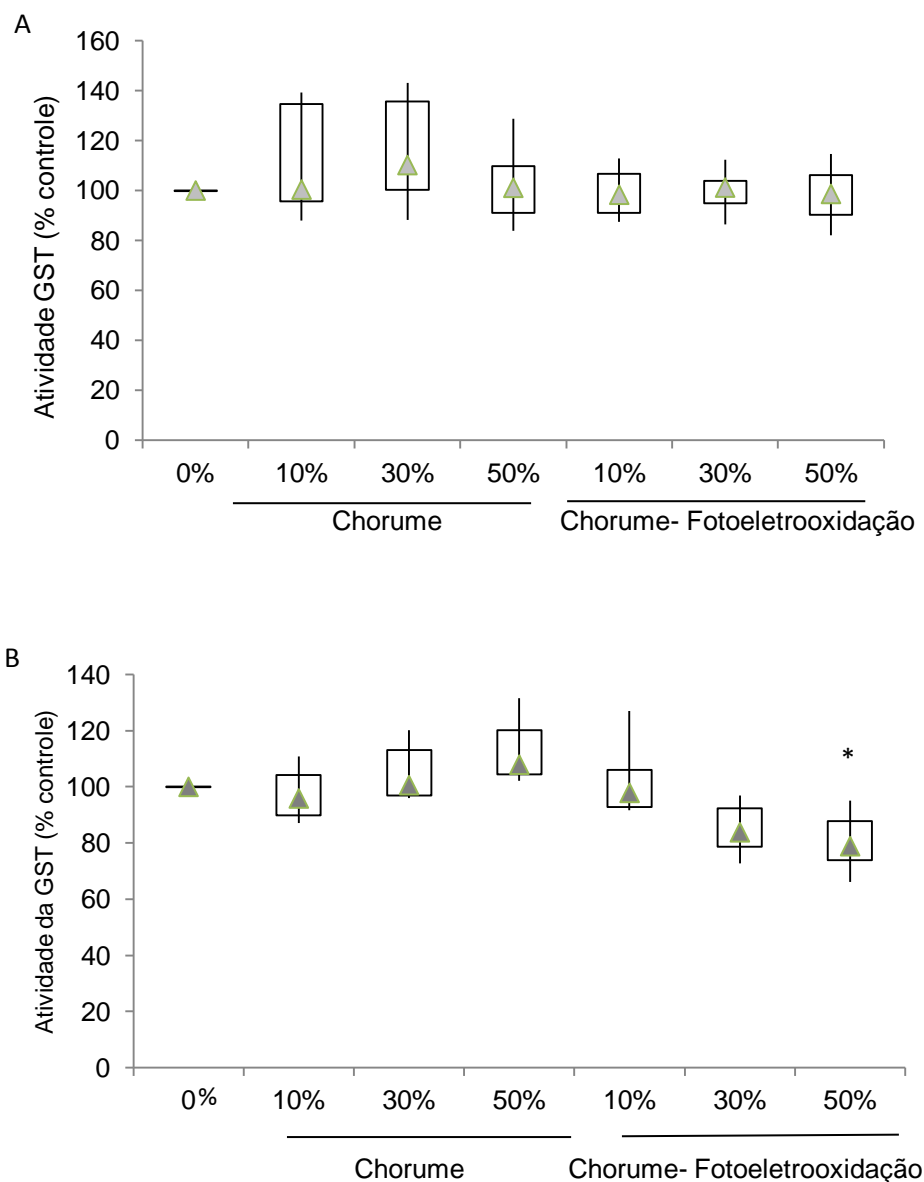 A
Atividade GST (% controle)
160
140
120
100
80
60
40
20
0
0% 10% 30% 50% 10% 30% 50%
Chorume Chorume- Fotoeletrooxidação
B
Atividade da GST (% controle)
140
120
100
80
60
40
20
0
*
0% 10% 30% 50% 10% 30% 50%
Chorume Chorume- Fotoeletrooxidação